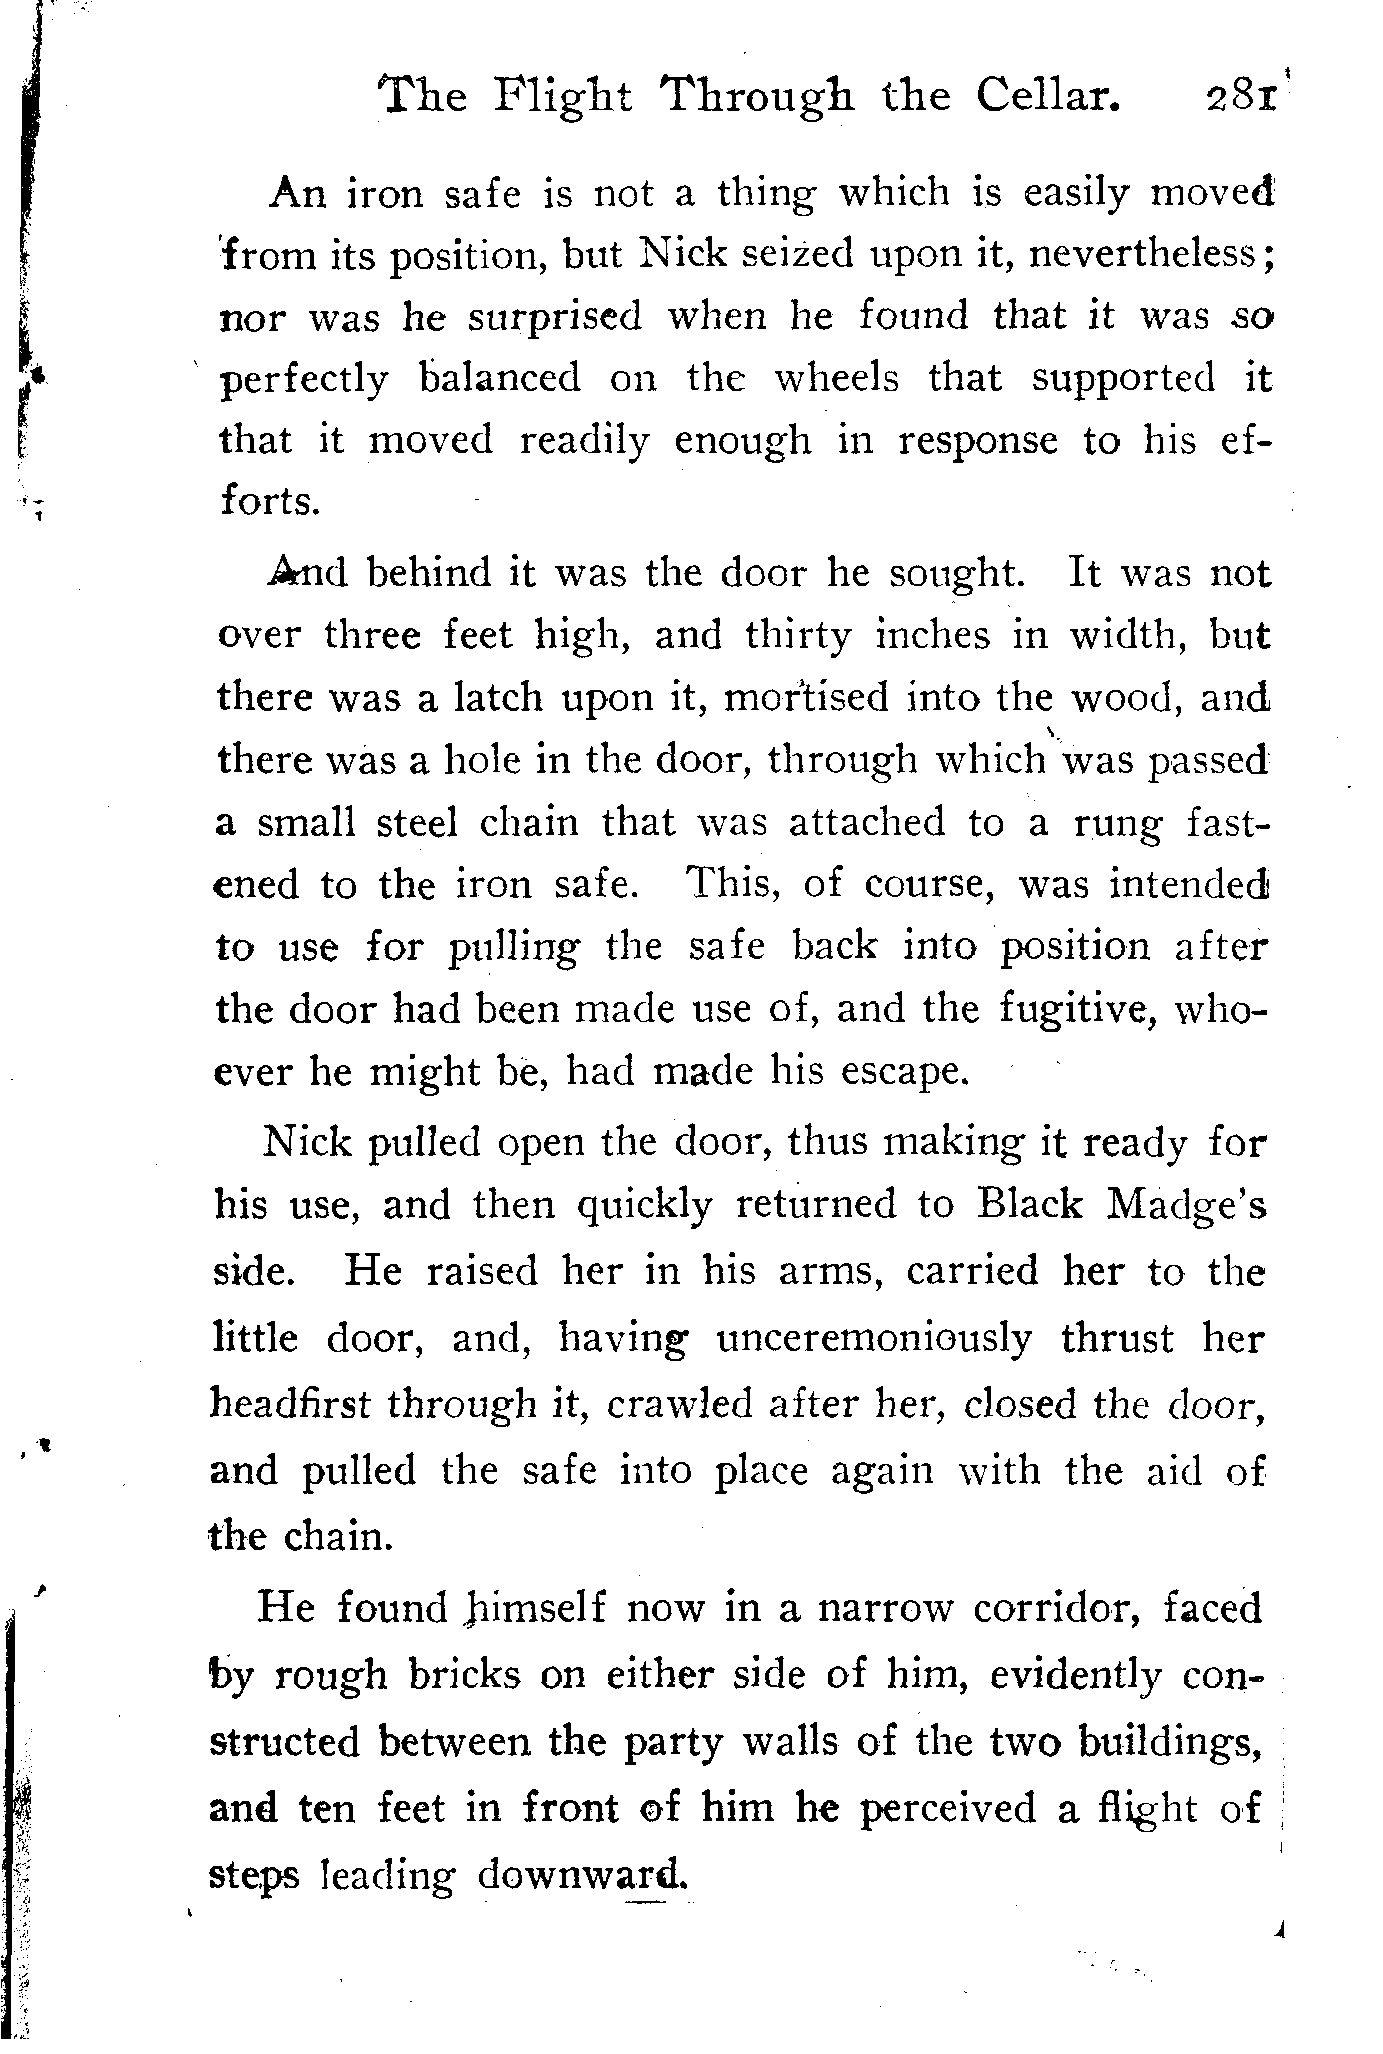 The Flight Through the Cellar. 281
An iron safe is not a thing which is easily moved
from its position, but Nick seized upon it, nevertheless;
nor was he surprised when he found that it was so
perfectly balanced on the wheels that supported it
that it moved readily enough in response to his ef-
forts.
And behind it was the door he sought. It was not
over three feet high, and thirty inches in width, but
there was a latch upon it, mortised into the wood, and
there was a hole in the door, through which was passed
a small steel chain that was attached to a rung fast-
ened to the iron safe. This, of course, was intended
to use for pulling the safe back into position after
the door had been made use of, and the fugitive, who-
ever he might be, had made his escape.
Nick pulled open the door, thus making it ready for
his use, and then quickly returned to Black Madge's
side. He raised her in his arms, carried her to the
little door, and, having unceremoniously thrust her
headfirst through it, crawled after her, closed the door,
and pulled the safe into place again with the aid of
the chain.
He found himself now in a narrow corridor, faced
by rough bricks on either side of him, evidently con-
structed between the party walls of the two buildings,
and ten feet in front of him he perceived a flight of
steps leading downward.